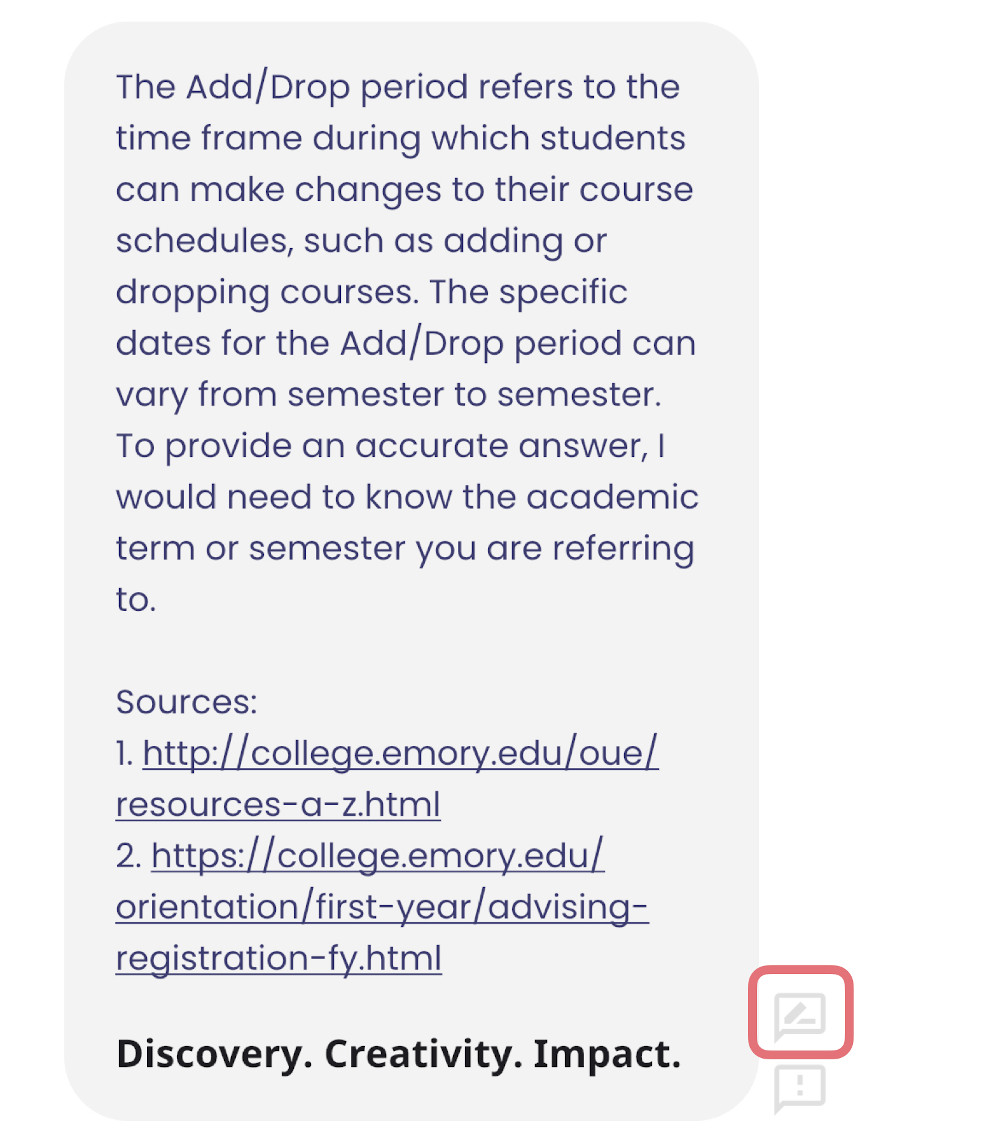 The Add/Drop period refers to the
time frame during which students
can make changes to their course
schedules, such as adding or
dropping courses. The specific
dates for the Add/Drop period can
vary from semester to semester.
To provide an accurate answer, I
would need to know the academic
term or semester you are referring
to.
Sources:
1. http://college.emory.edu/oue/
resources-a-z.html
2. https://college.emory.edu/
orientation/first-year/advising-
registration-fy.html
Discovery. Creativity. Impact.